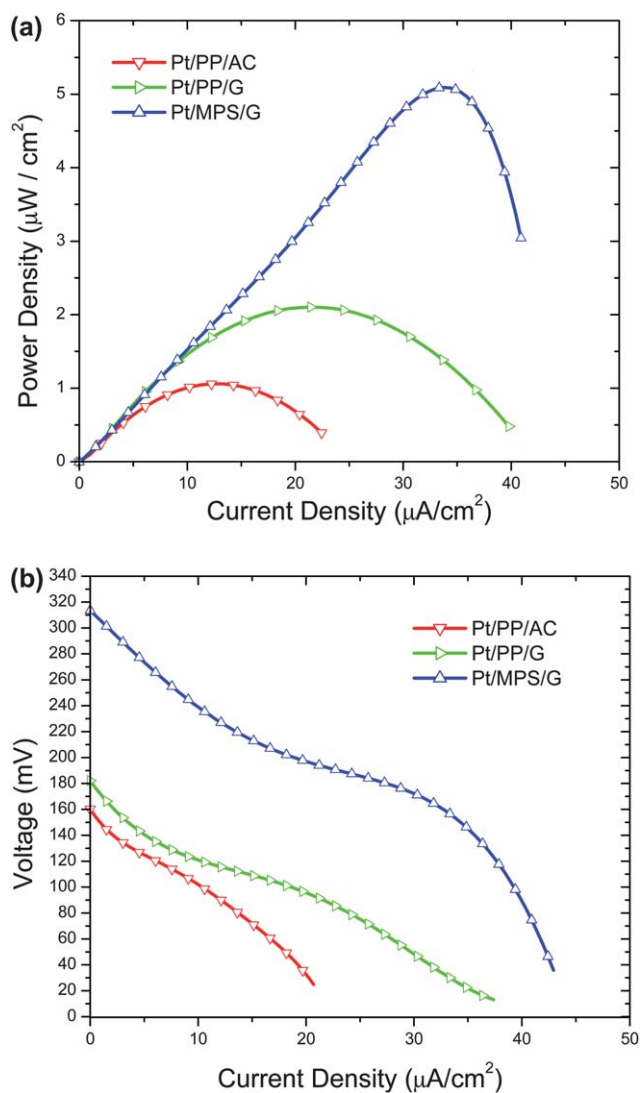 (a)
6
5
4
3
2
1
0
0 10 20 30 40 50
Power Density (μW / cm²)
Current Density (μA/cm²)
Pt/PP/AC
Pt/PP/G
Pt/MPS/G
(b)
340
320
300
280
260
240
220
200
180
160
140
120
100
80
60
40
20
0
0 10 20 30 40 50
Voltage (mV)
Current Density (μA/cm²)
Pt/PP/AC
Pt/PP/G
Pt/MPS/G